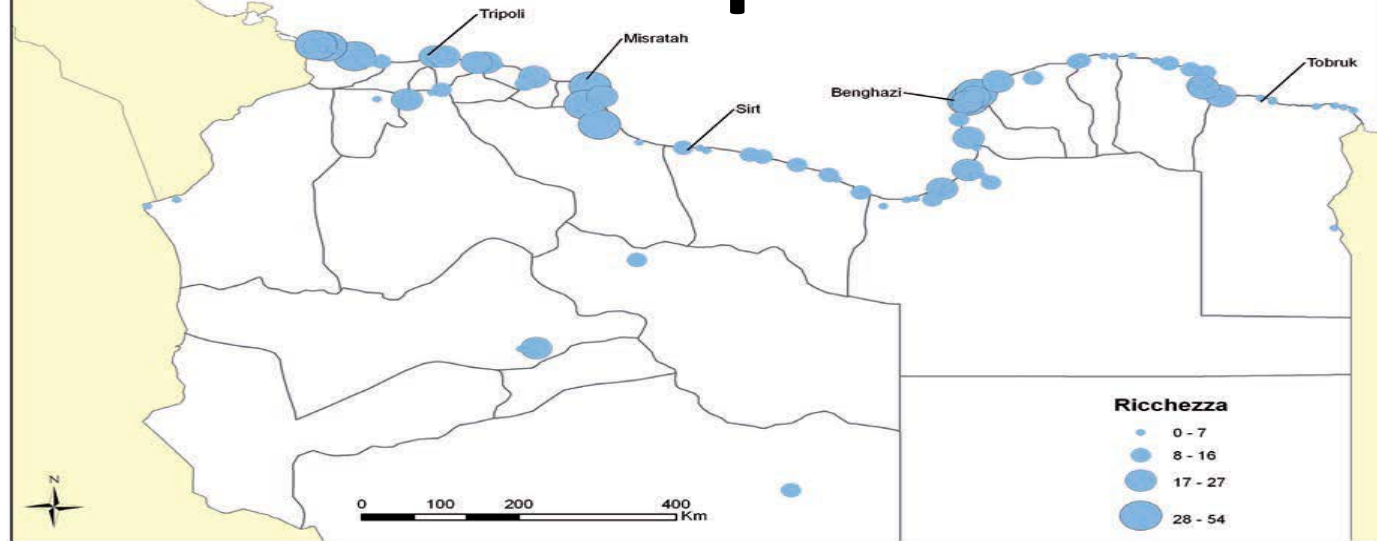 Tripoli
Misratah
Sirt
Benghazi
Tobruk
N
0 100 200 400
Km
Ricchezza
0 - 7
8 - 16
17 - 27
28 - 54